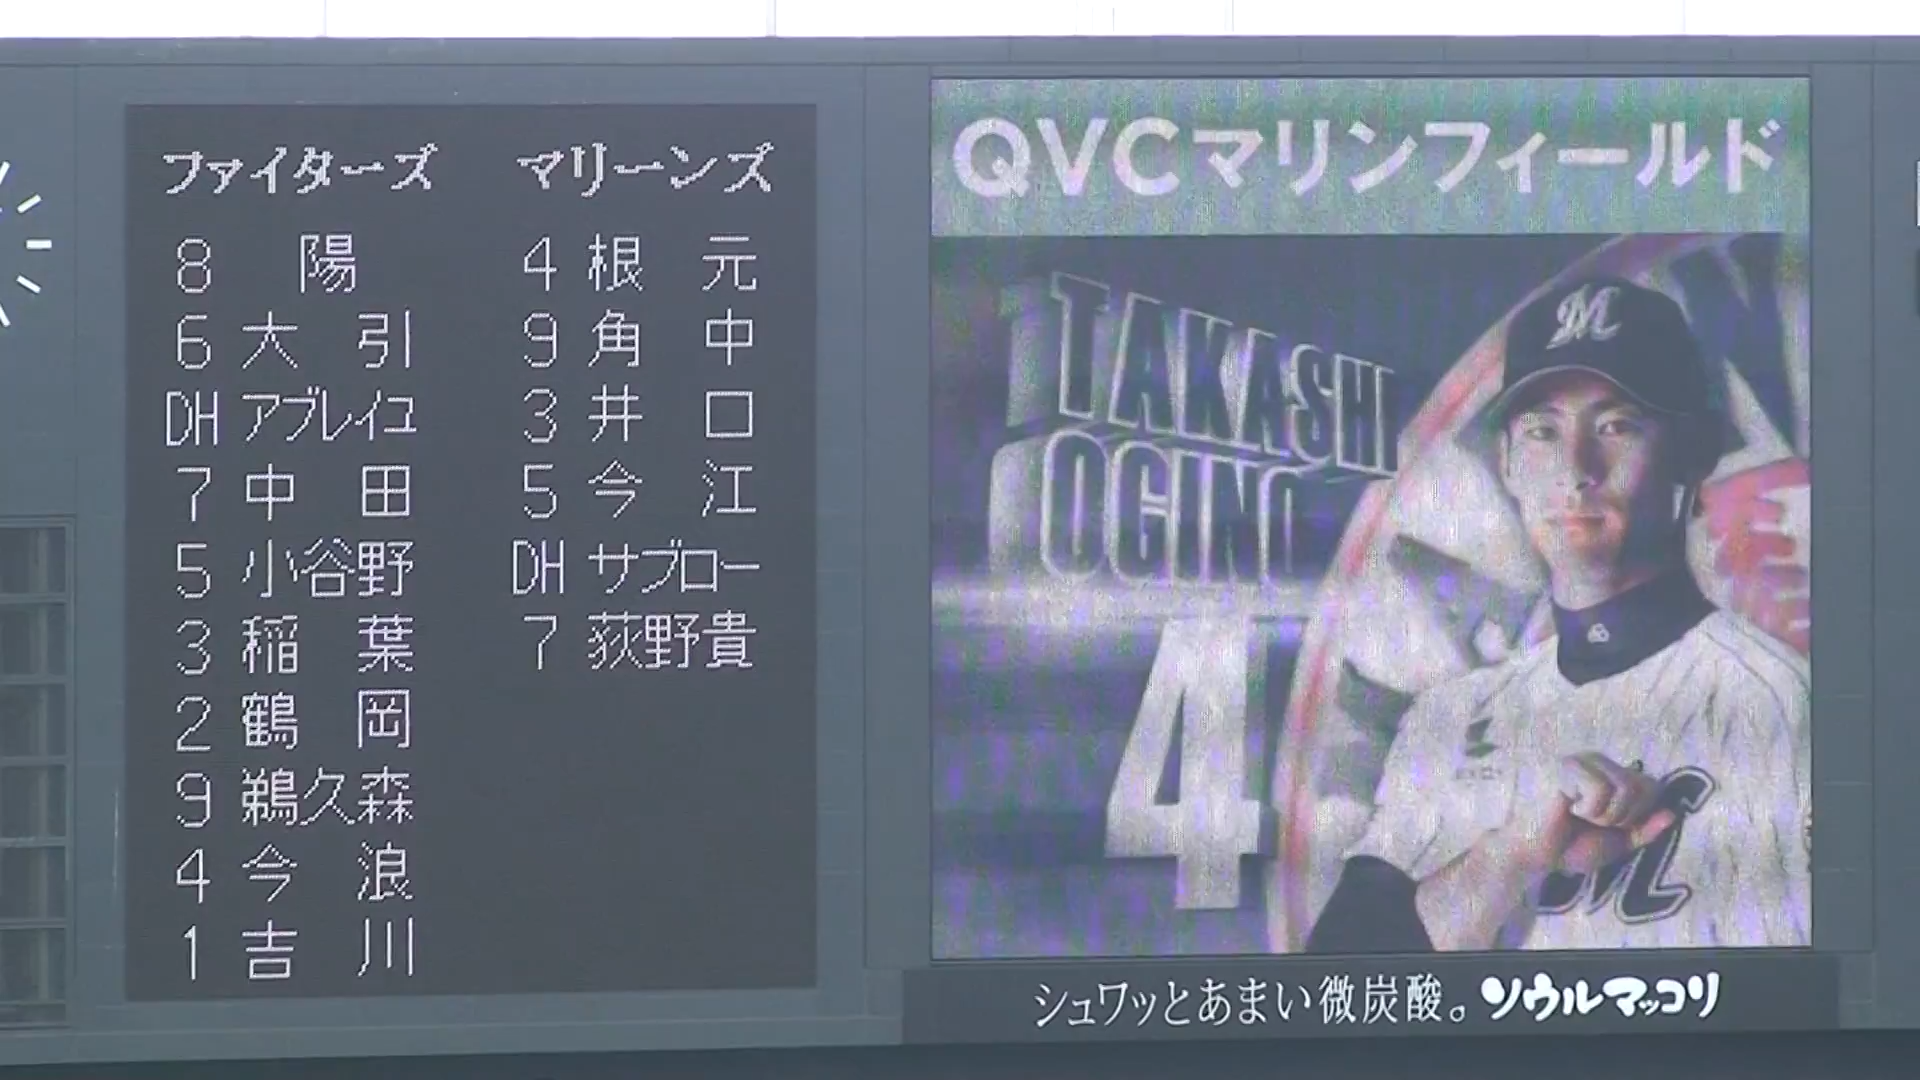 ファイターズ
8 陽
6 大引
DH アブレイユ
7 中田
5 小谷野
3 稲葉
2 鶴岡
9 鵜久森
4 今浪
1 吉川
マリーンズ
4 根元
9 角中
3 井口
5 今江
DH サブロー
7 荻野貴
QVCマリンフィールド
TAKASHI
OGINO
4
M
M
シュワッとあまい微炭酸。ソウルマッコリ